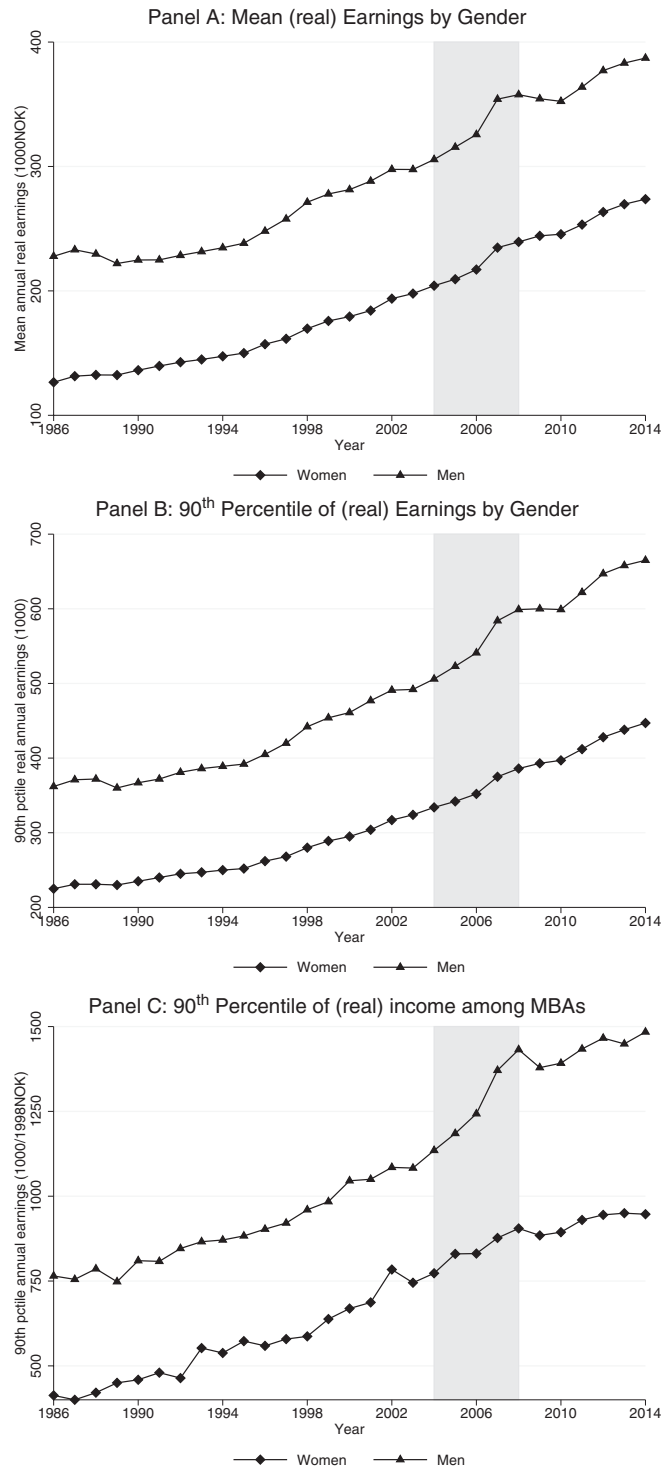 Panel A: Mean (real) Earnings by Gender
Mean annual real earnings (1000NOK)
400
300
200
100
1986 1990 1994 1998 2002 2006 2010 2014
Year
Women Men
Panel B: 90th Percentile of (real) Earnings by Gender
90th pctile real annual earnings (1000)
700
600
500
400
300
200
1986 1990 1994 1998 2002 2006 2010 2014
Year
Women Men
Panel C: 90th Percentile of (real) income among MBAs
90th pctile annual earnings (1000/1998NOK)
1500
1250
1000
750
500
1986 1990 1994 1998 2002 2006 2010 2014
Year
Women Men